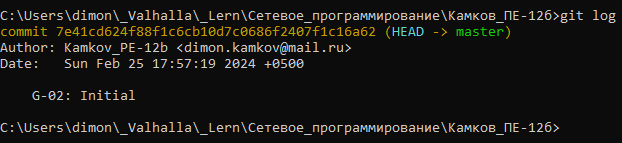 C:\Users\dimon\_Valhalla\_Lern\Сетевое_программирование\Камков_ПЕ-12б>git log
commit 7e41cd624f88f1c6cb10d7c0686f2407f1c16a62 (HEAD -> master)
Author: Kamkov_PE-12b <dimon.kamkov@mail.ru>
Date:   Sun Feb 25 17:57:19 2024 +0500
    G-02: Initial
C:\Users\dimon\_Valhalla\_Lern\Сетевое_программирование\Камков_ПЕ-12б>